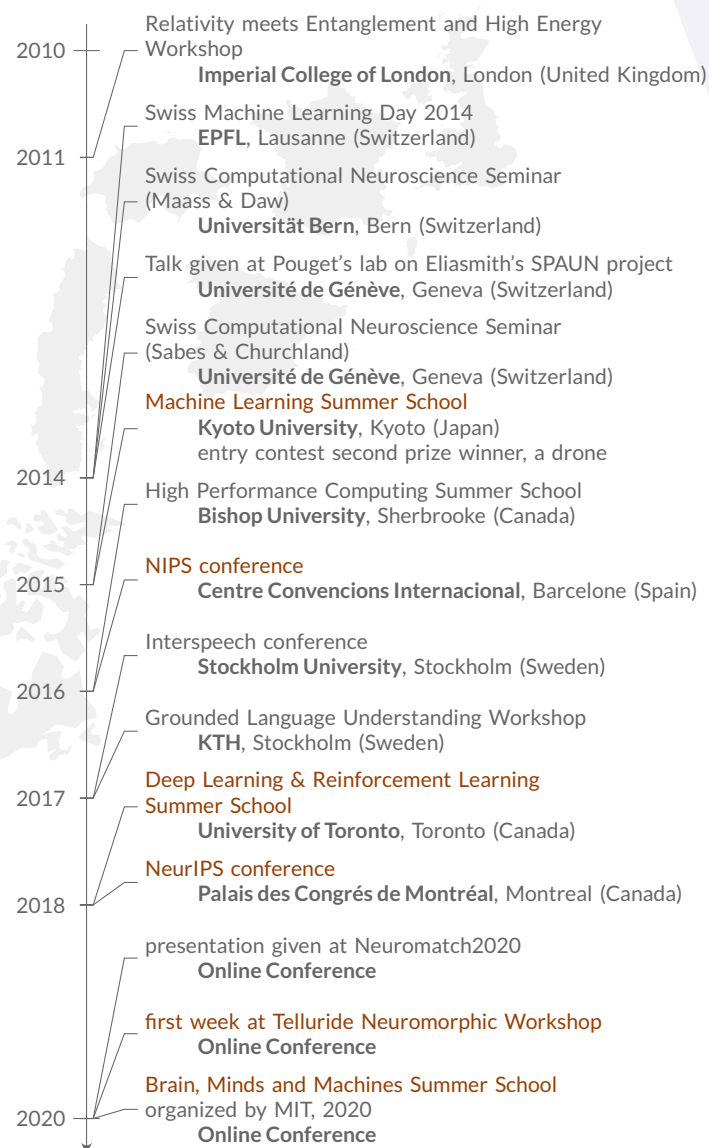 Relativity meets Entanglement and High Energy
2010
Workshop
Imperial College of London, London (United Kingdom)
Swiss Machine Learning Day 2014
EPFL, Lausanne (Switzerland)
2011
Swiss Computational Neuroscience Seminar
(Maass & Daw)
Universität Bern, Bern (Switzerland)
Talk given at Pouget's lab on Eliasmith's SPAUN project
Université de Génève, Geneva (Switzerland)
Swiss Computational Neuroscience Seminar
(Sabes & Churchland)
Université de Génève, Geneva (Switzerland)
Machine Learning Summer School
Kyoto University, Kyoto (Japan)
entry contest second prize winner, a drone
2014
High Performance Computing Summer School
Bishop University, Sherbrooke (Canada)
NIPS conference
2015
Centre Convencions Internacional, Barcelone (Spain)
Interspeech conference
Stockholm University, Stockholm (Sweden)
2016
Grounded Language Understanding Workshop
KTH, Stockholm (Sweden)
Deep Learning & Reinforcement Learning
2017
Summer School
University of Toronto, Toronto (Canada)
NeurIPS conference
Palais des Congrés de Montréal, Montreal (Canada)
2018
presentation given at Neuromatch2020
Online Conference
first week at Telluride Neuromorphic Workshop
Online Conference
Brain, Minds and Machines Summer School
organized by MIT, 2020
2020
Online Conference